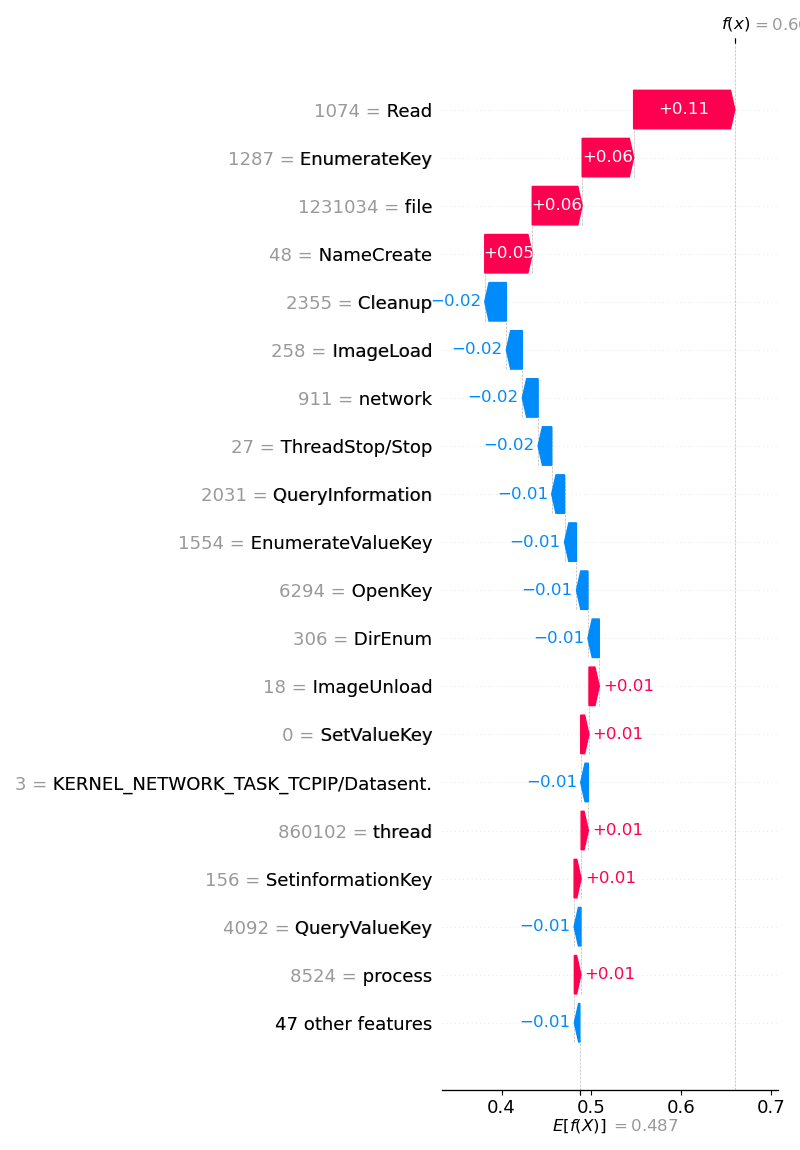 f(x) = 0.66
1074 = Read
+0.11
1287 = EnumerateKey
+0.06
1231034 = file
+0.06
48 = NameCreate
+0.05
2355 = Cleanup
−0.02
258 = ImageLoad
−0.02
911 = network
−0.02
27 = ThreadStop/Stop
−0.02
2031 = QueryInformation
−0.01
1554 = EnumerateValueKey
−0.01
6294 = OpenKey
−0.01
306 = DirEnum
−0.01
18 = ImageUnload
+0.01
0 = SetValueKey
+0.01
3 = KERNEL_NETWORK_TASK_TCPIP/Datasent.
−0.01
860102 = thread
+0.01
156 = SetinformationKey
+0.01
4092 = QueryValueKey
−0.01
8524 = process
+0.01
47 other features
−0.01
0.4 0.5 0.6 0.7
E[f(X)] = 0.487